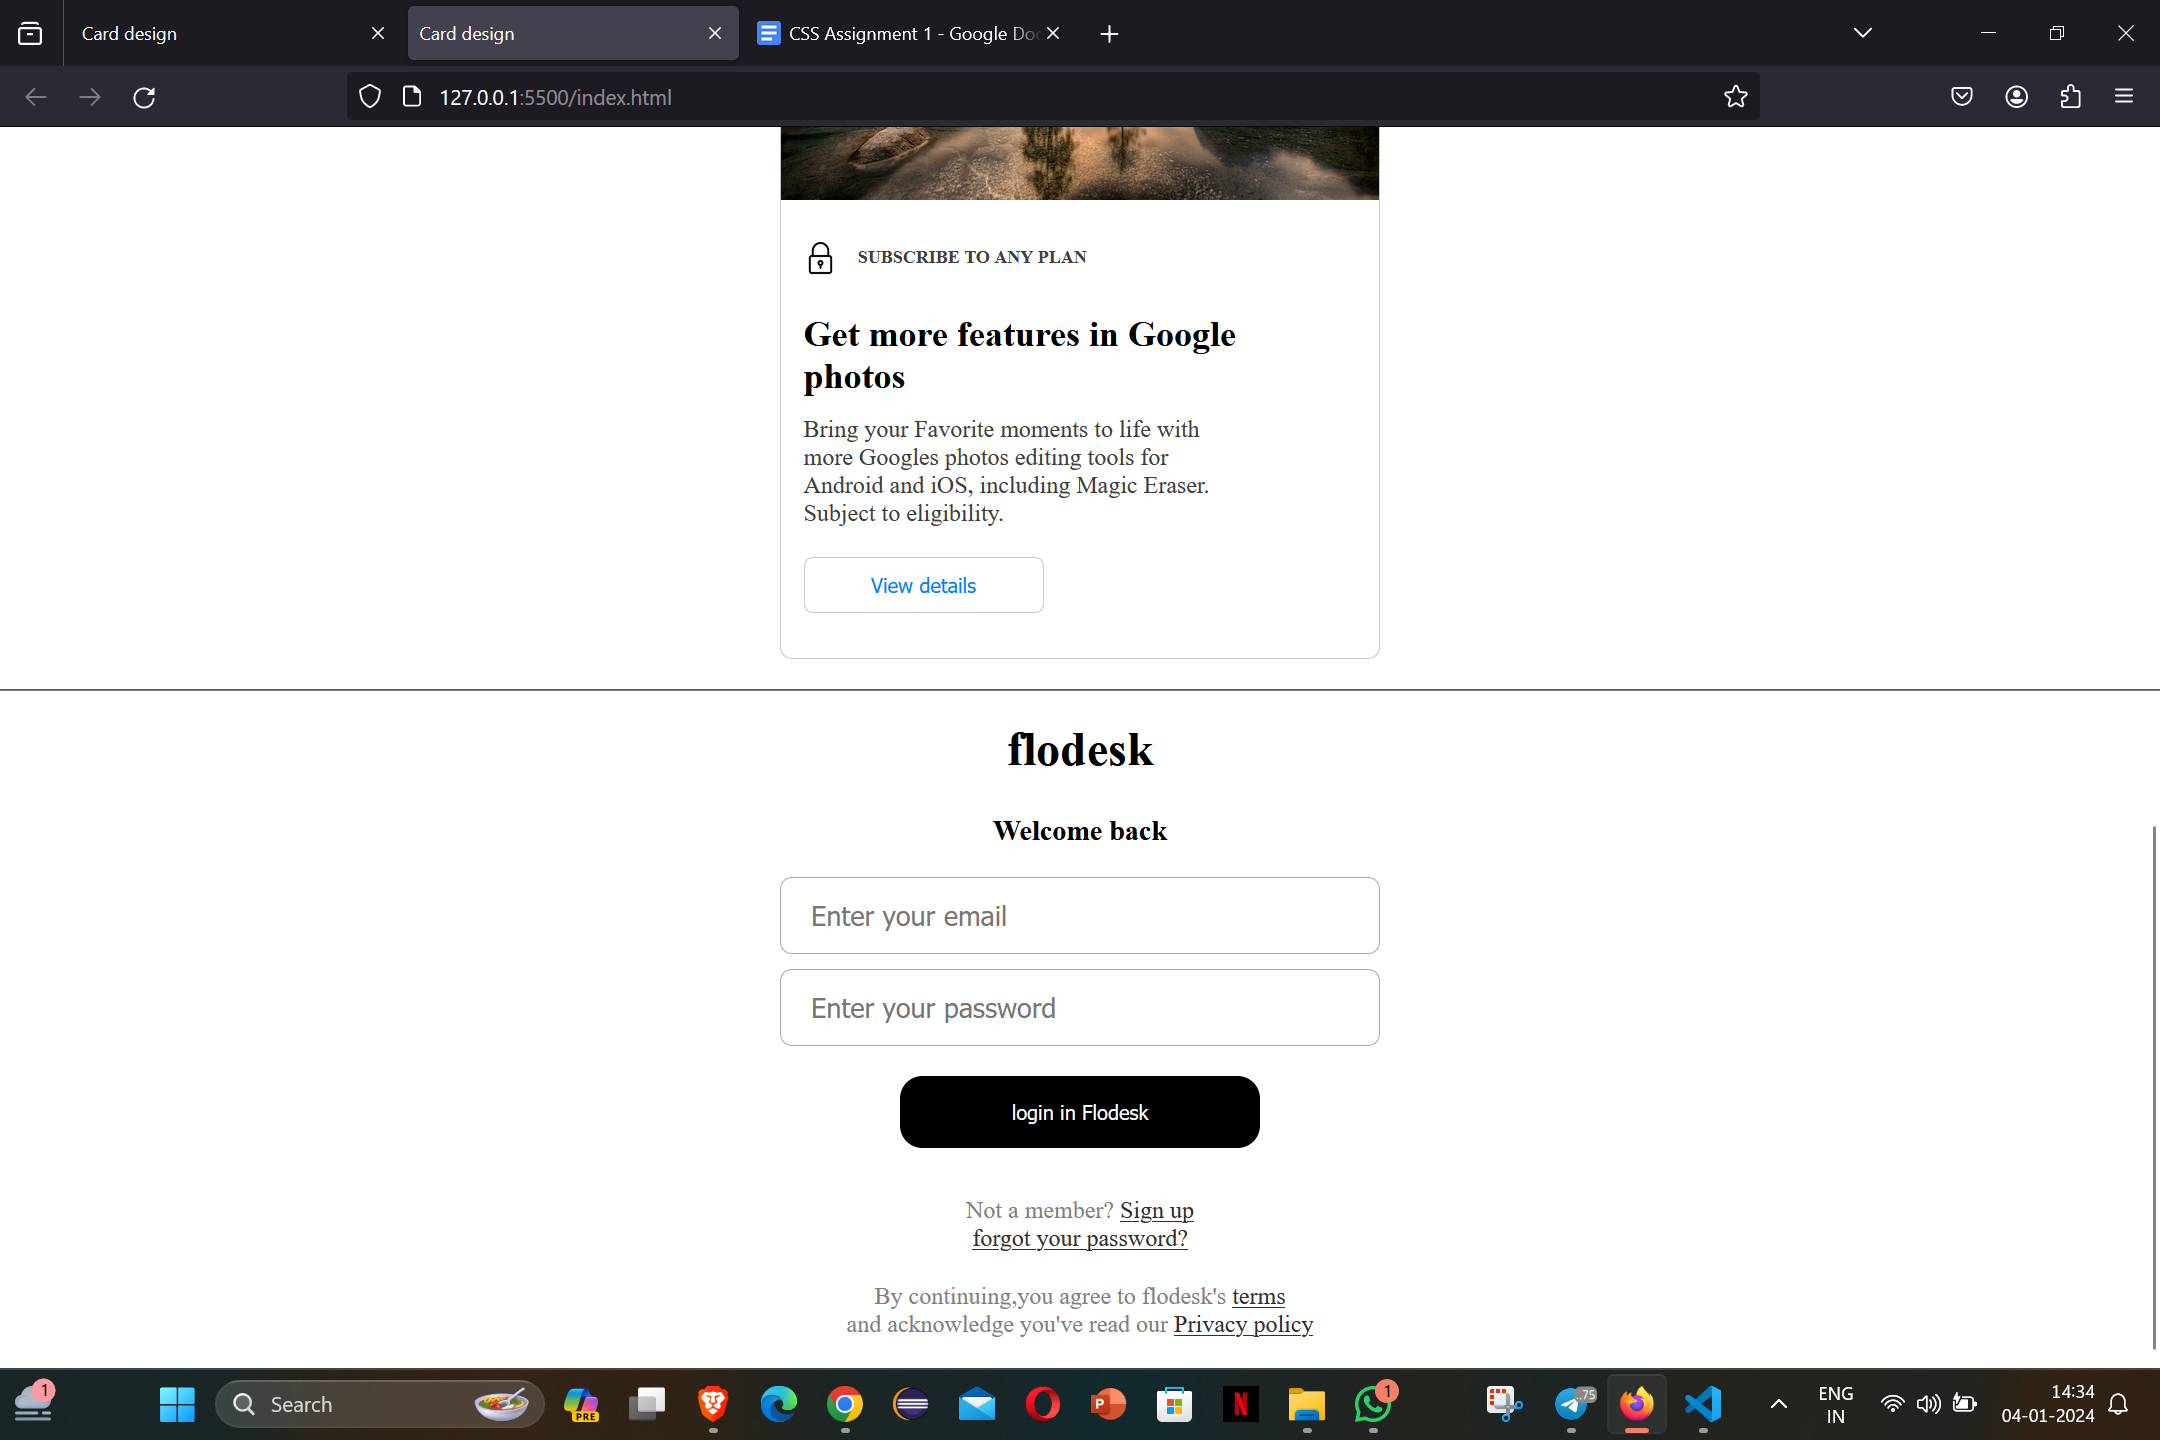 Card design
Card design
CSS Assignment 1 - Google Do
127.0.0.1:5500/index.html
SUBSCRIBE TO ANY PLAN
Get more features in Google
photos
Bring your Favorite moments to life with
more Googles photos editing tools for
Android and iOS, including Magic Eraser.
Subject to eligibility.
View details
flodesk
Welcome back
Enter your email
Enter your password
login in Flodesk
Not a member? Sign up
forgot your password?
By continuing,you agree to flodesk's terms
and acknowledge you've read our Privacy policy
1
Search
PRE
P
N
1
..75
ENG
IN
14:34
04-01-2024